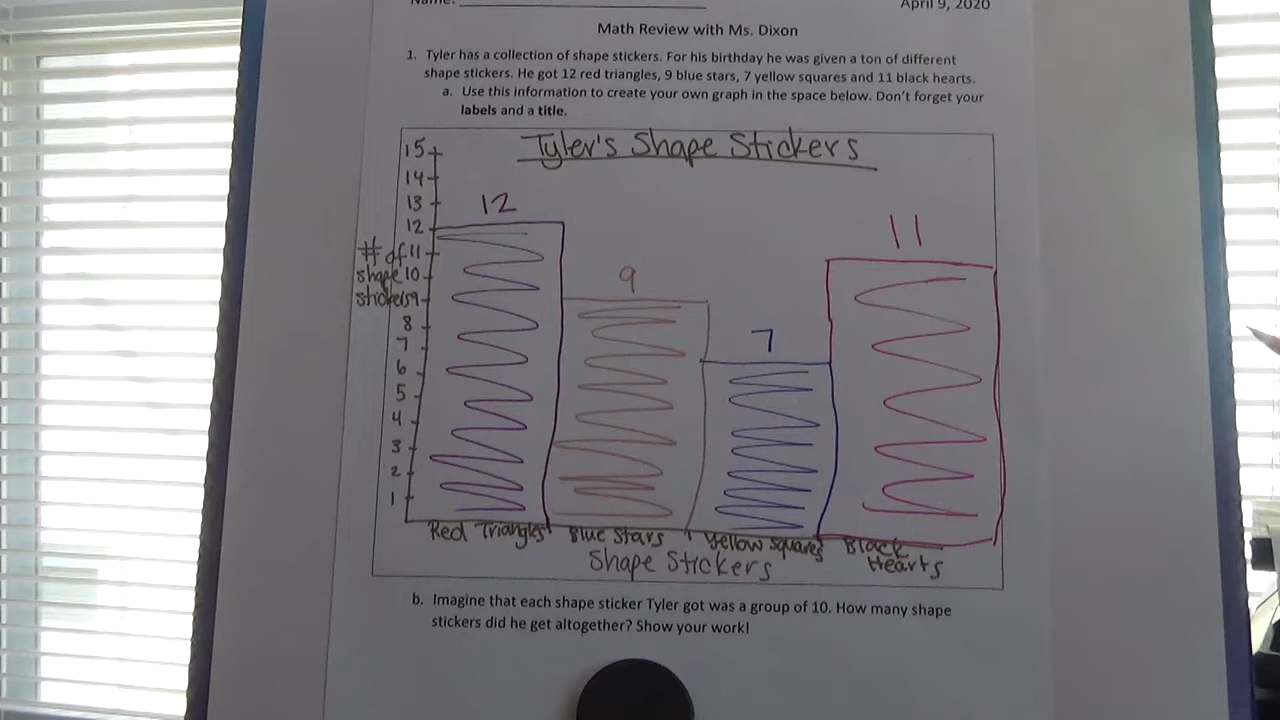 Name:
April 9, 2020
Math Review with Ms. Dixon
1. Tyler has a collection of shape stickers. For his birthday he was given a ton of different
shape stickers. He got 12 red triangles, 9 blue stars, 7 yellow squares and 11 black hearts.
a. Use this information to create your own graph in the space below. Don't forget your
labels and a title.
Tyler's Shape Stickers
15
14
13
12
11
10
9
8
7
6
5
4
3
2
1
# of
shape
stickers
12
9
7
11
Red Triangles
Blue Stars
Yellow Squares
Black
Hearts
Shape Stickers
b. Imagine that each shape sticker Tyler got was a group of 10. How many shape
stickers did he get altogether? Show your work!